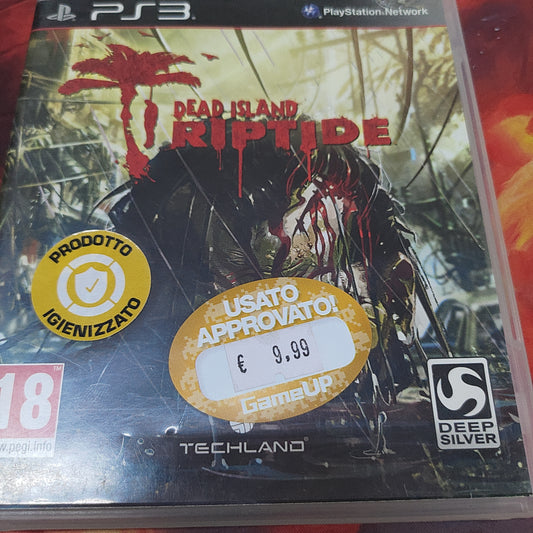 PS3
PlayStation®Network
DEAD ISLAND
RIPTIDE
PRODOTTO
IGIENIZZATO
USATO
APPROVATO!
€ 9,99
GameUP
18
www.pegi.info
TECHLAND
DEEP
SILVER